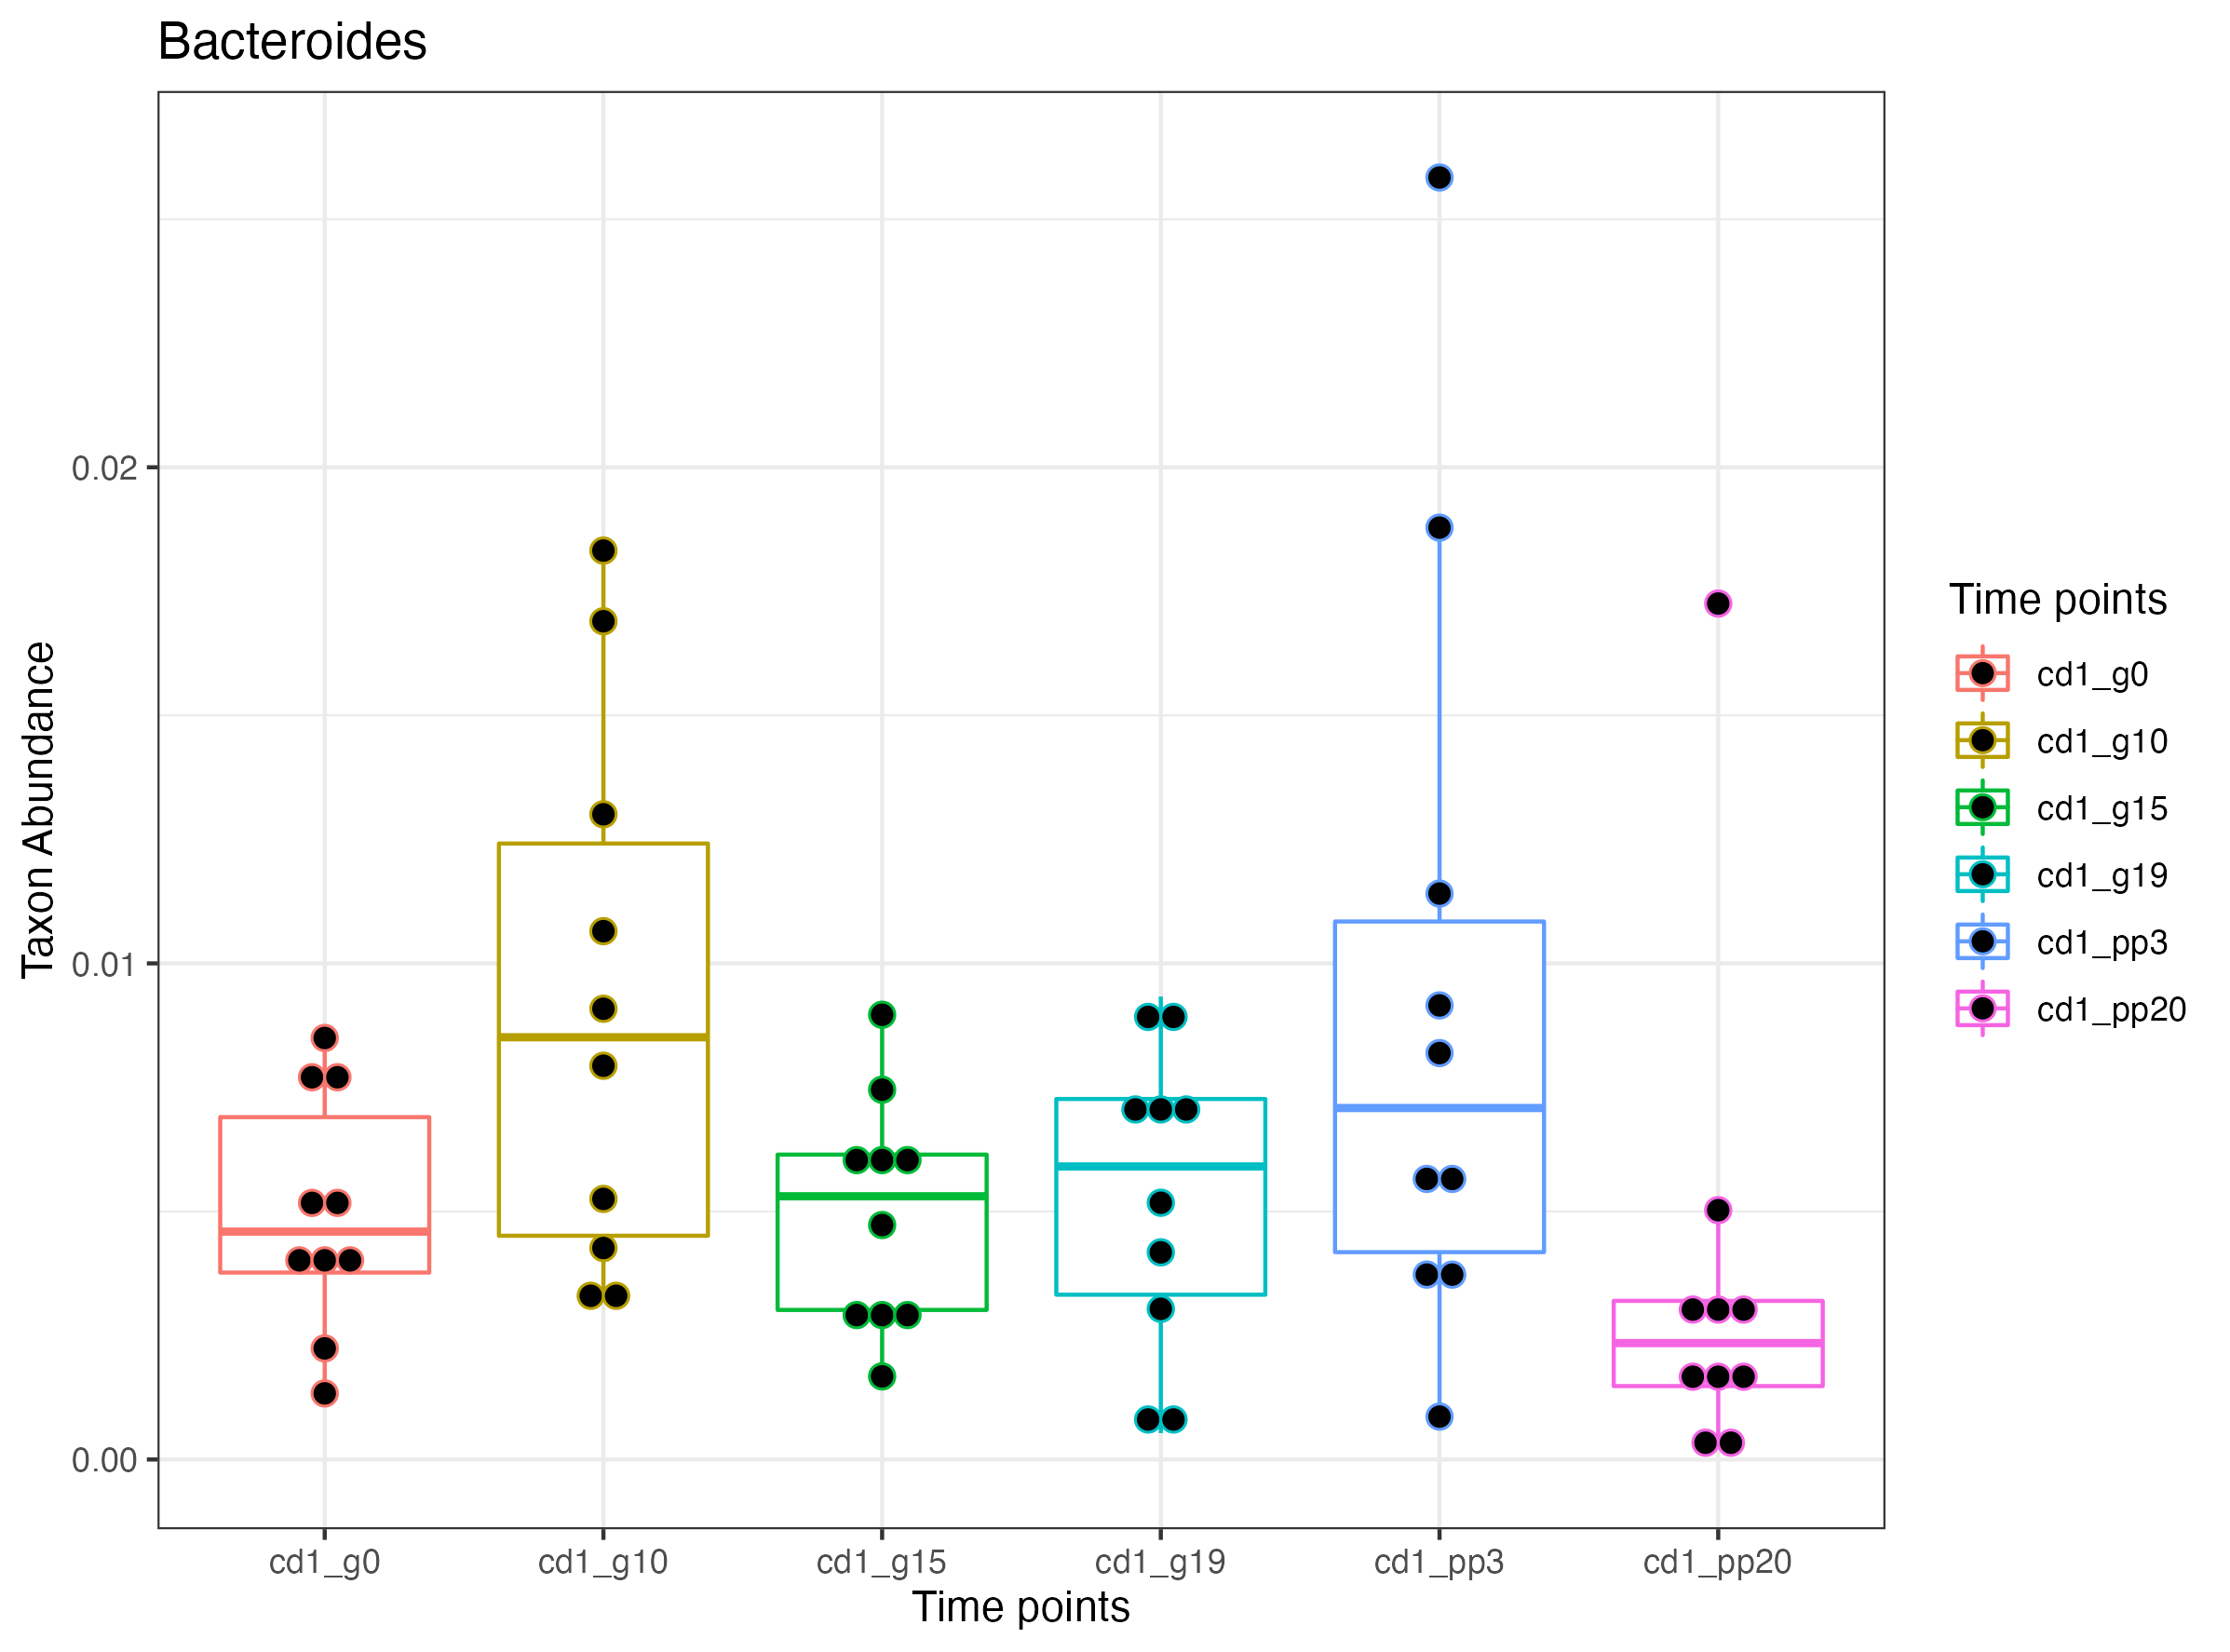 Bacteroides
Taxon Abundance
0.02
0.01
0.00
cd1_g0
cd1_g10
cd1_g15
cd1_g19
cd1_pp3
cd1_pp20
Time points
Time points
cd1_g0
cd1_g10
cd1_g15
cd1_g19
cd1_pp3
cd1_pp20